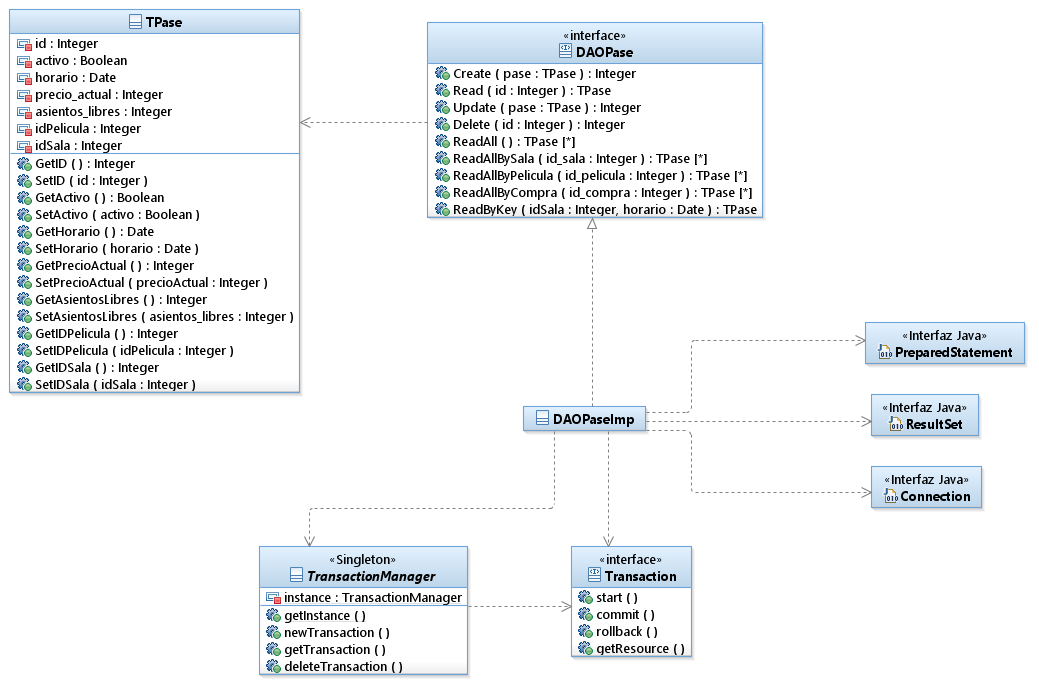 TPase
id : Integer
activo : Boolean
horario : Date
precio_actual : Integer
asientos_libres : Integer
idPelicula : Integer
idSala : Integer
GetID ( ) : Integer
SetID ( id : Integer )
GetActivo ( ) : Boolean
SetActivo ( activo : Boolean )
GetHorario ( ) : Date
SetHorario ( horario : Date )
GetPrecioActual ( ) : Integer
SetPrecioActual ( precioActual : Integer )
GetAsientosLibres ( ) : Integer
SetAsientosLibres ( asientos_libres : Integer )
GetIDPelicula ( ) : Integer
SetIDPelicula ( idPelicula : Integer )
GetIDSala ( ) : Integer
SetIDSala ( idSala : Integer )
«interface»
DAOPase
Create ( pase : TPase ) : Integer
Read ( id : Integer ) : TPase
Update ( pase : TPase ) : Integer
Delete ( id : Integer ) : Integer
ReadAll ( ) : TPase [*]
ReadAllBySala ( id_sala : Integer ) : TPase [*]
ReadAllByPelicula ( id_pelicula : Integer ) : TPase [*]
ReadAllByCompra ( id_compra : Integer ) : TPase [*]
ReadByKey ( idSala : Integer, horario : Date ) : TPase
«Interfaz Java»
PreparedStatement
«Interfaz Java»
ResultSet
«Interfaz Java»
Connection
DAOPaseImp
«Singleton»
TransactionManager
instance : TransactionManager
getInstance ( )
newTransaction ( )
getTransaction ( )
deleteTransaction ( )
«interface»
Transaction
start ( )
commit ( )
rollback ( )
getResource ( )